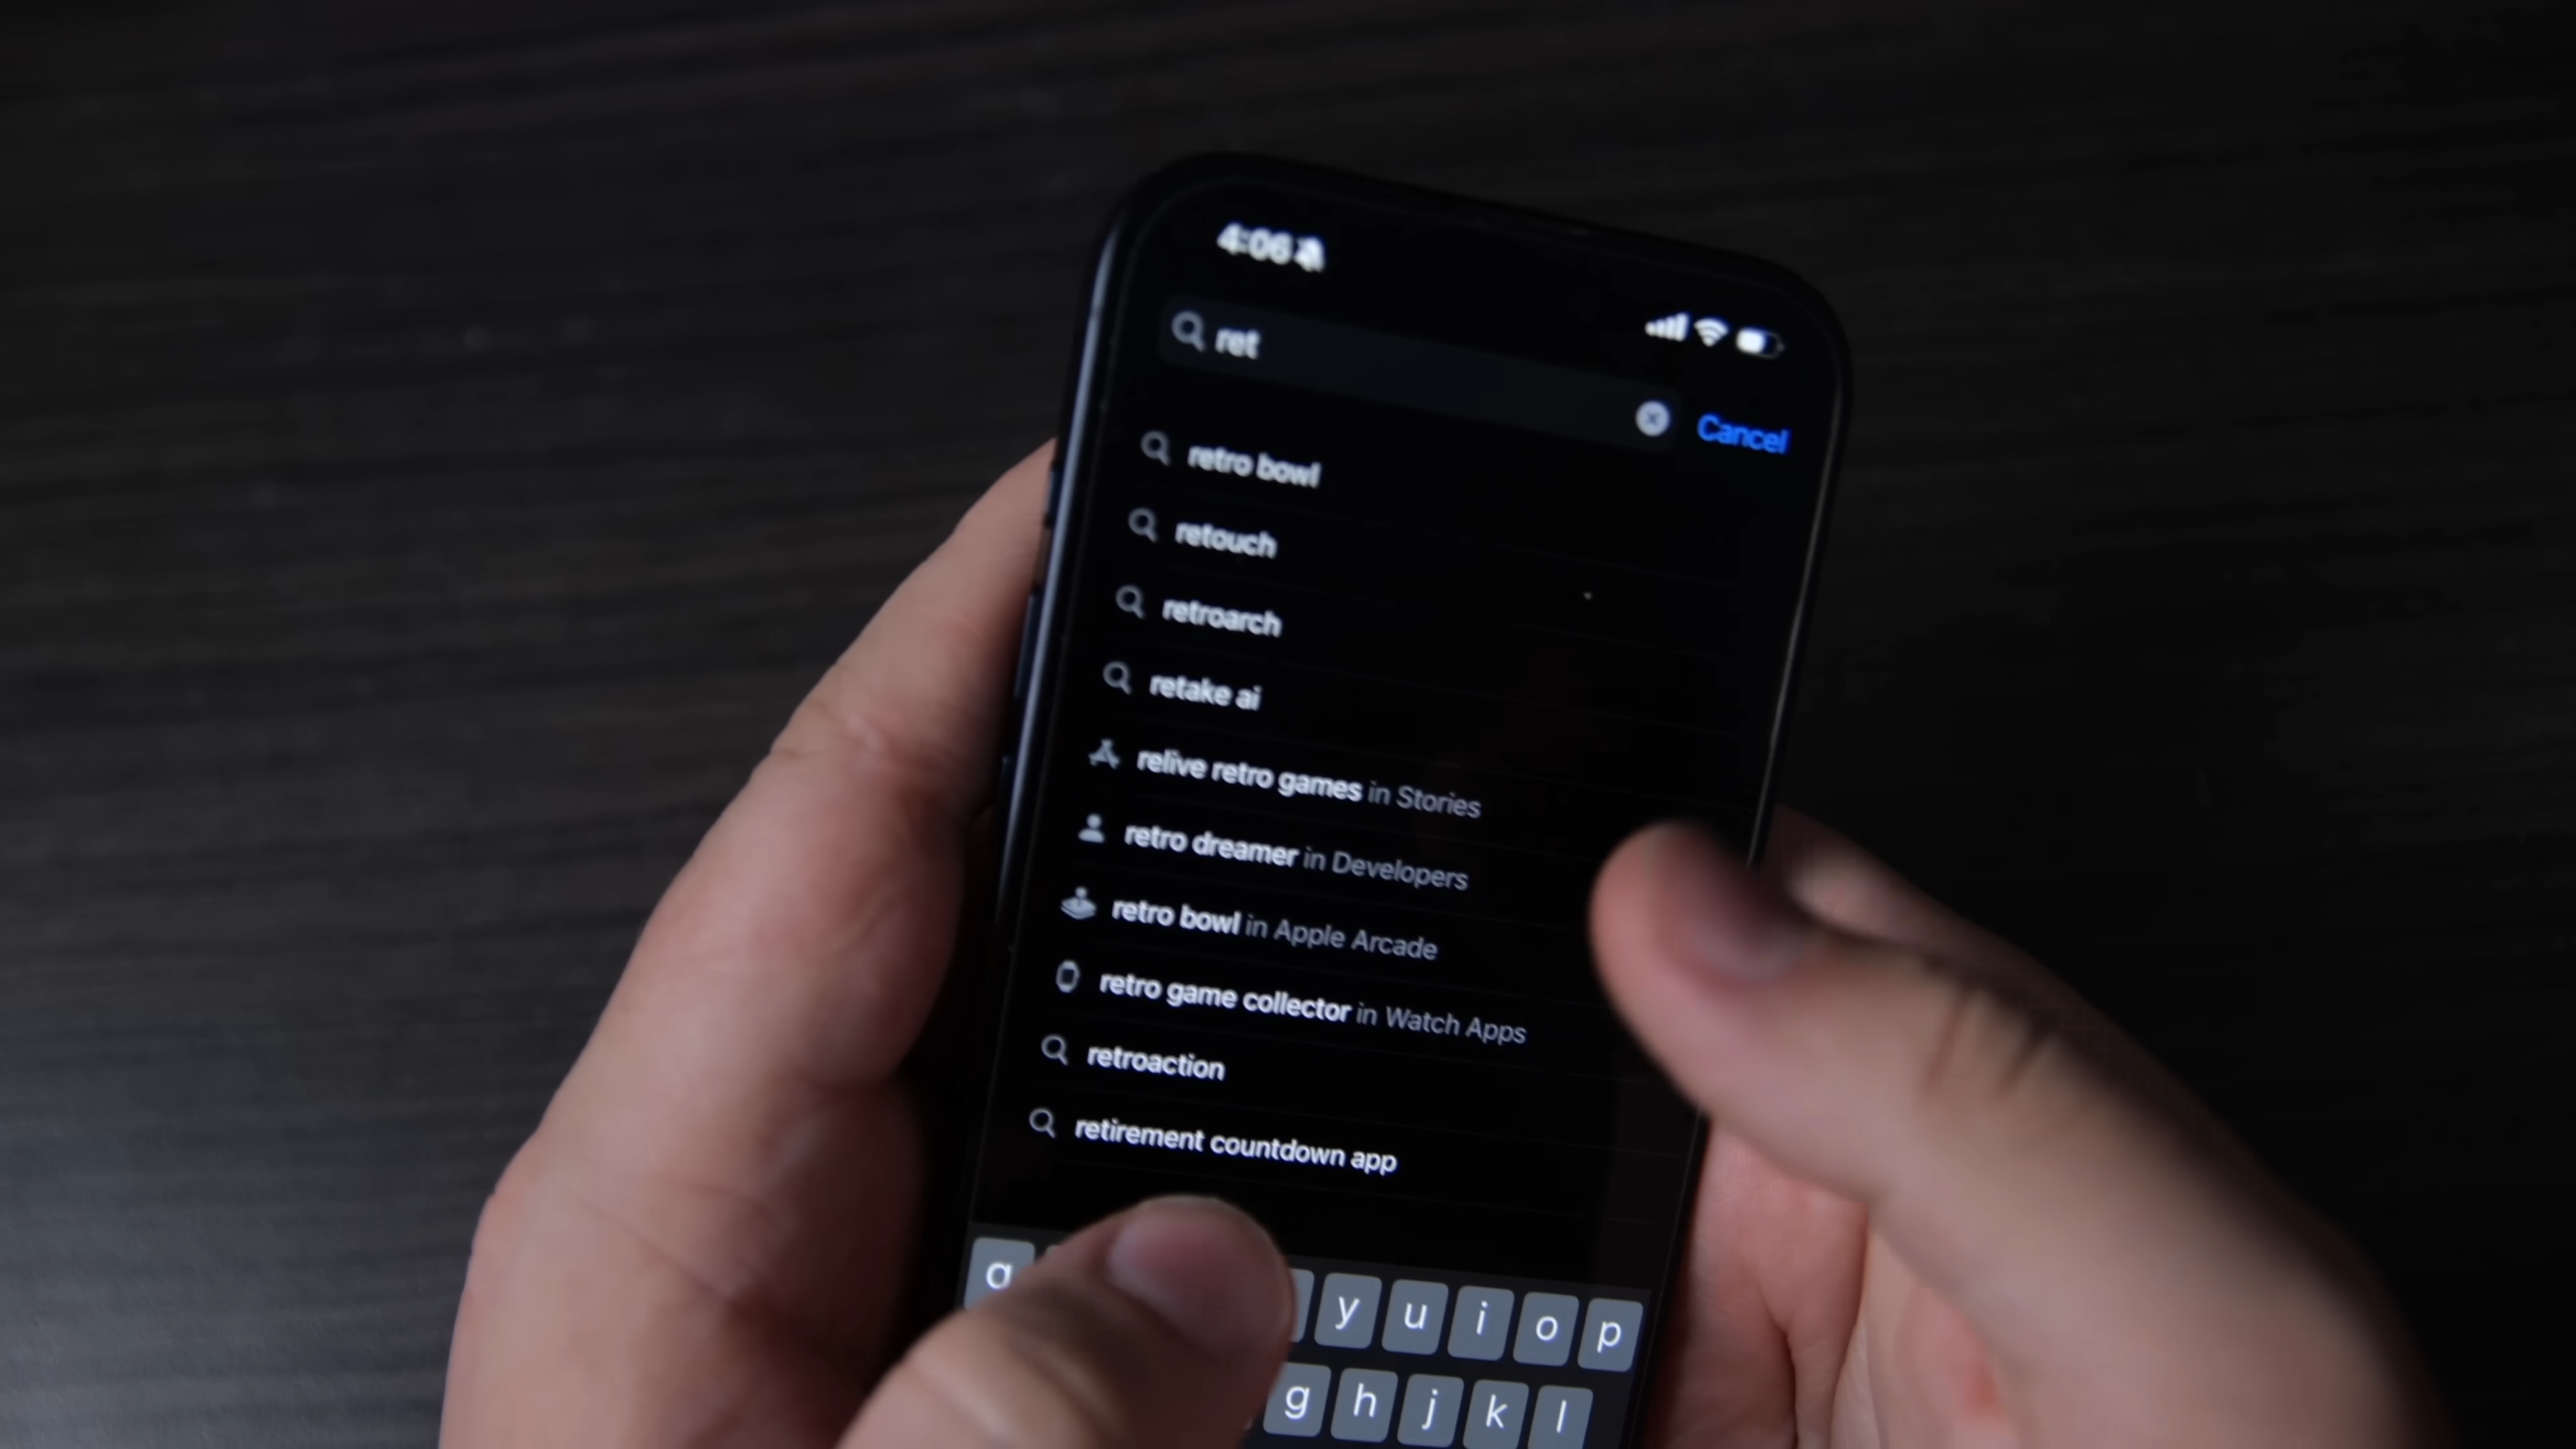 4:06
ret
Cancel
retro bowl
retouch
retroarch
retake ai
relive retro games in Stories
retro dreamer in Developers
retro bowl in Apple Arcade
retro game collector in Watch Apps
retroaction
retirement countdown app
q y u i o p
g h j k l